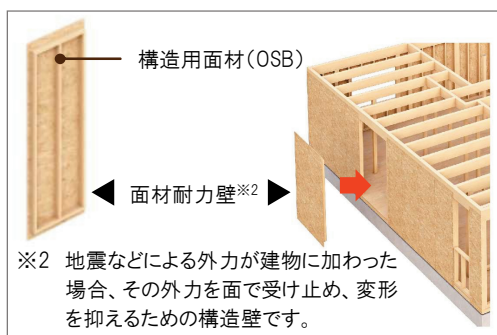 構造用面材（OSB）
面材耐力壁※2
※2 地震などによる外力が建物に加わった
場合、その外力を面で受け止め、変形
を抑えるための構造壁です。